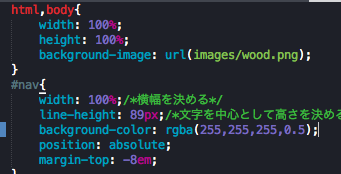 html,body{
width: 100%;
height: 100%;
background-image: url(images/wood.png);
}
#nav{
width: 100%;/*横幅を決める*/
line-height: 89px;/*文字を中心として高さを決める
background-color: rgba(255,255,255,0.5);
position: absolute;
margin-top: -8em;
}